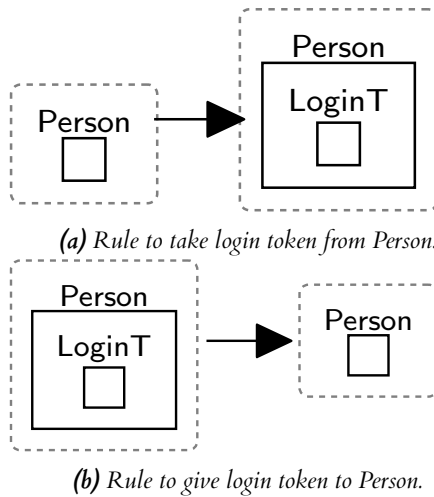 Person
Person
LoginT
(a) Rule to take login token from Person.
Person
LoginT
Person
(b) Rule to give login token to Person.